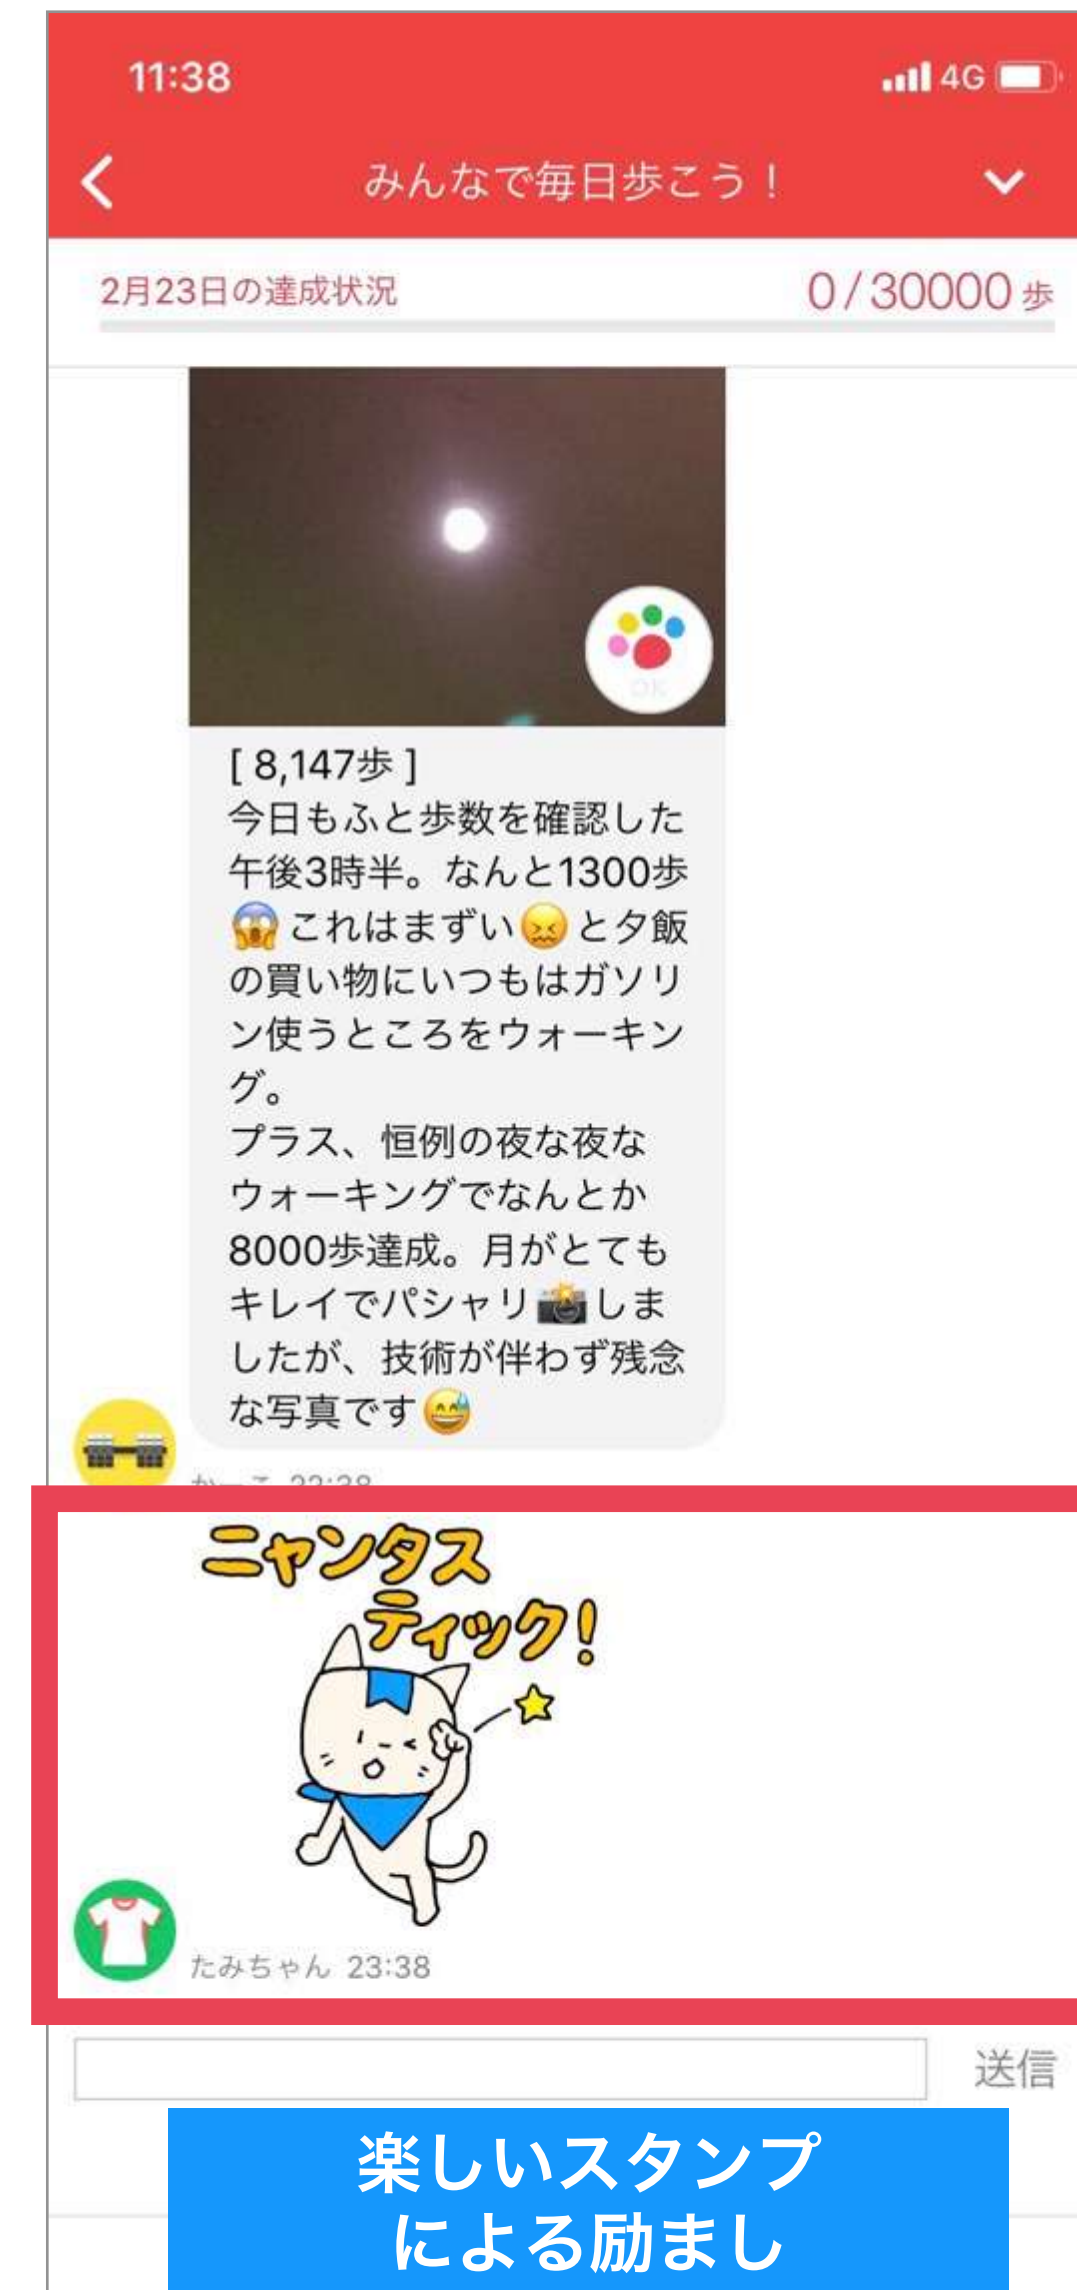 11:38
4G
みんなで毎日歩こう！
2月23日の達成状況
0/30000歩
OK
[ 8,147歩 ]
今日もふと歩数を確認した
午後3時半。なんと1300歩
😱これはまずい😖と夕飯
の買い物にいつもはガソリ
ン使うところをウォーキン
グ。
プラス、恒例の夜な夜な
ウォーキングでなんとか
8000歩達成。月がとても
キレイでパシャリ📸しま
したが、技術が伴わず残念
な写真です😅
かーこ 22:38
ニャンタス
ティック！
たみちゃん 23:38
送信
楽しいスタンプ
による励まし